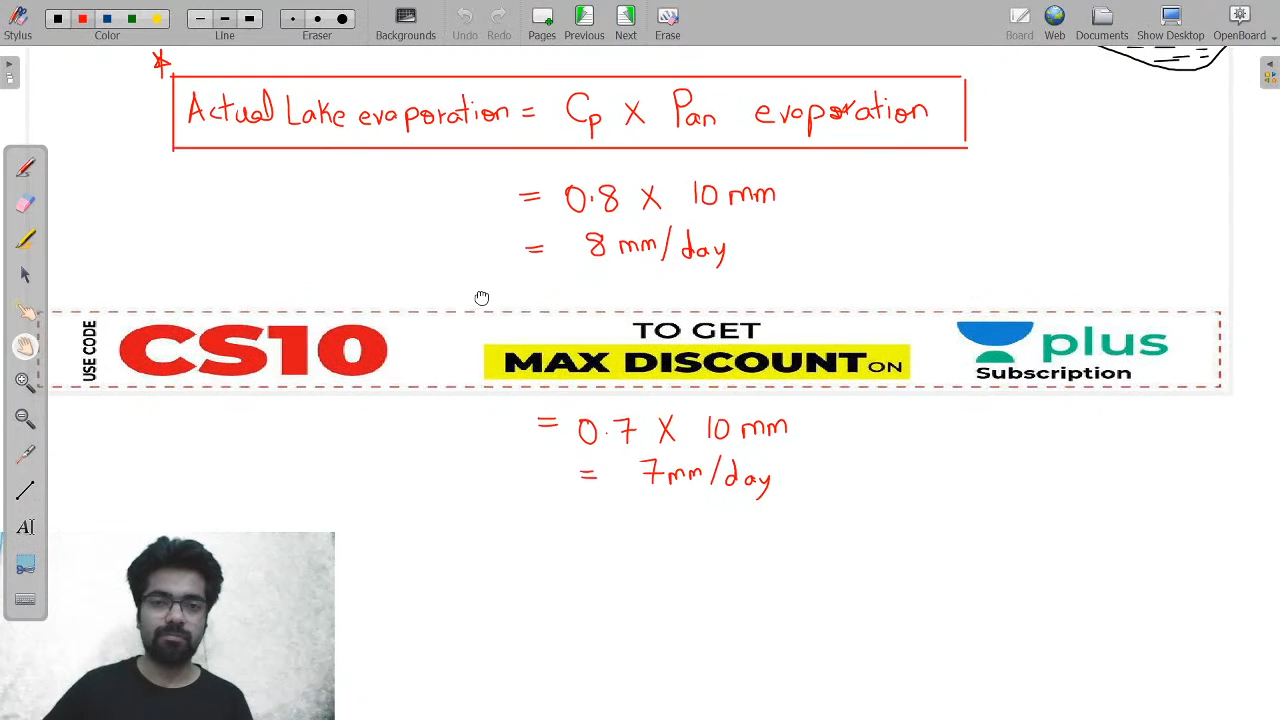 Stylus
Color
Line
Eraser
Backgrounds
Undo
Redo
Pages
Previous
Next
Erase
Board
Web
Documents
Show Desktop
OpenBoard
Actual Lake evaporation = Cp X Pan evaporation
= 0.8 X 10 mm
= 8 mm/day
USE CODE
CS10
TO GET
MAX DISCOUNT ON
plus
Subscription
= 0.7 X 10 mm
= 7mm/day
AI